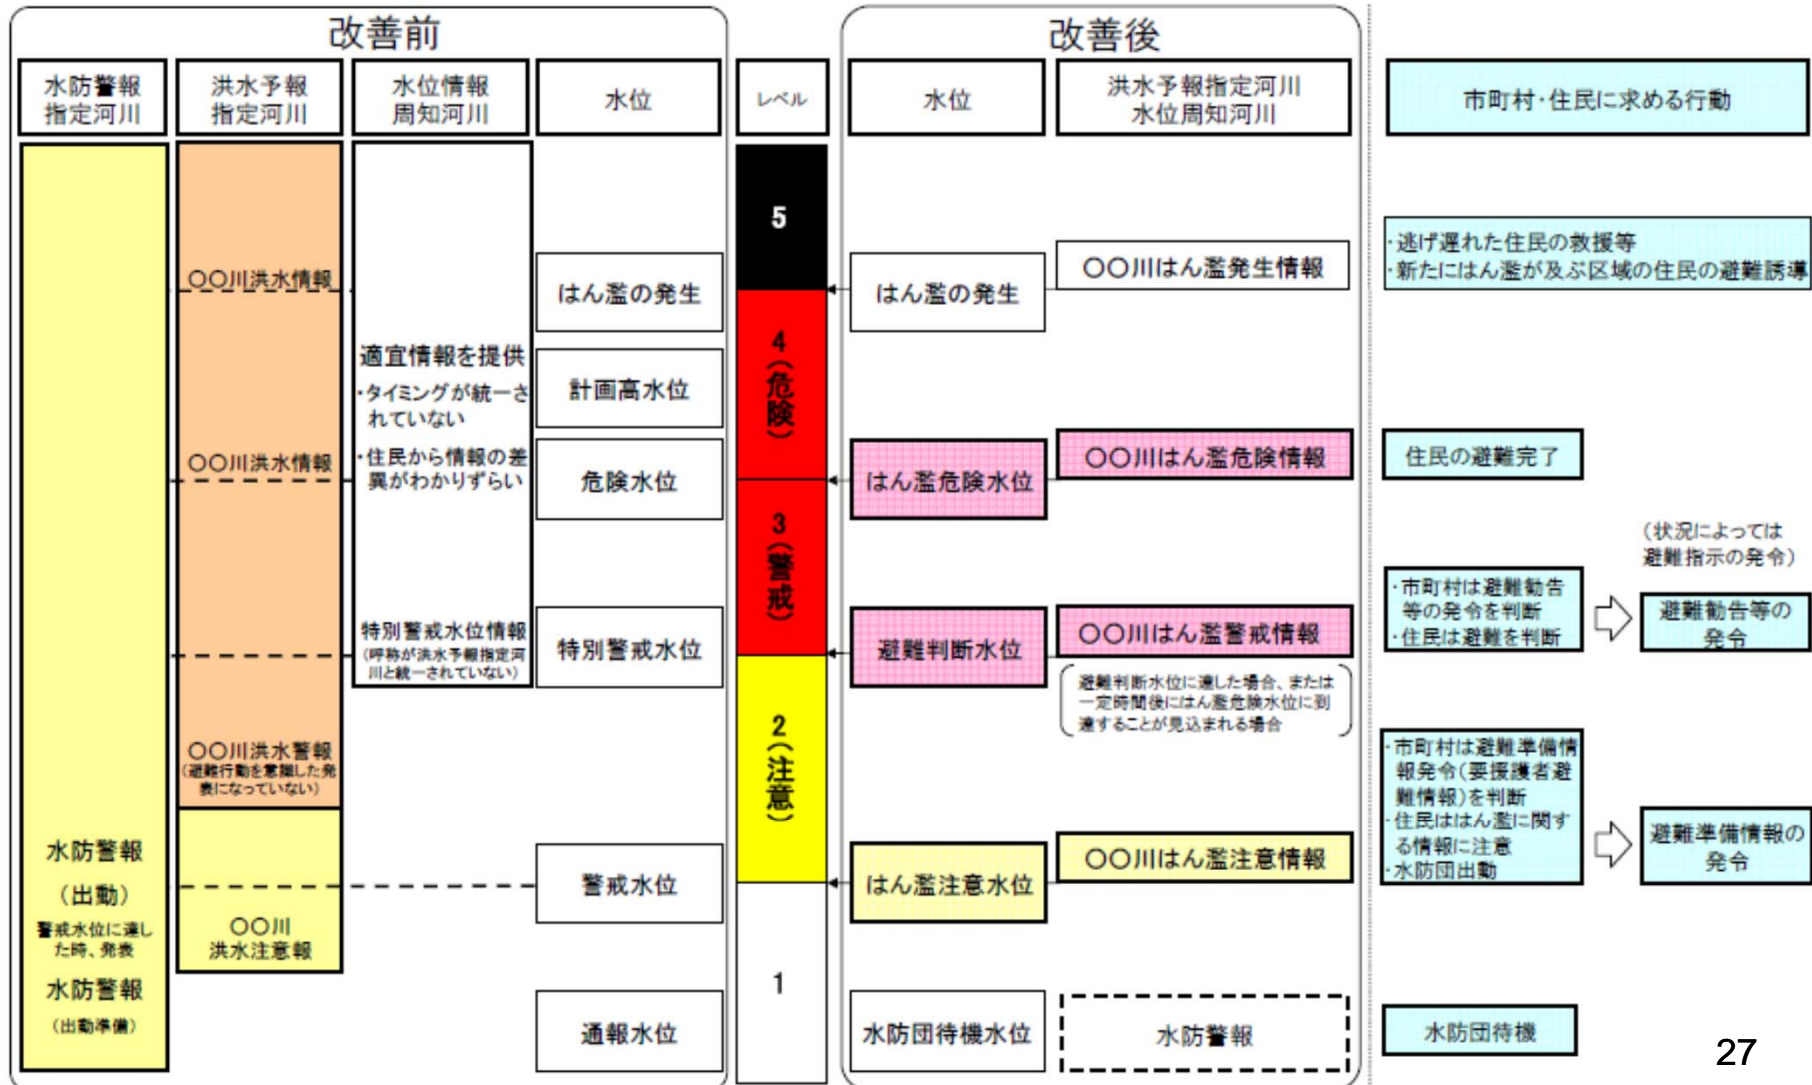 改善前
改善後
水防警報
指定河川
洪水予報
指定河川
水位情報
周知河川
水位
レベル
水位
洪水予報指定河川
水位周知河川
市町村・住民に求める行動
水防警報
(出動)
警戒水位に達し
た時、発表
水防警報
(出動準備)
〇〇川洪水情報
〇〇川洪水情報
〇〇川洪水警報
(避難行動を意識した発
表になっていない)
〇〇川
洪水注意報
適宜情報を提供
・タイミングが統一さ
れていない
・住民から情報の差
異がわかりずらい
特別警戒水位情報
(呼称が洪水予報指定河
川と統一されていない)
はん濫の発生
計画高水位
危険水位
特別警戒水位
警戒水位
通報水位
5
4(危険)
3(警戒)
2(注意)
1
はん濫の発生
はん濫危険水位
避難判断水位
はん濫注意水位
水防団待機水位
〇〇川はん濫発生情報
〇〇川はん濫危険情報
〇〇川はん濫警戒情報
避難判断水位に達した場合、または
一定時間後にはん濫危険水位に到
達することが見込まれる場合
〇〇川はん濫注意情報
水防警報
・逃げ遅れた住民の救援等
・新たにはん濫が及ぶ区域の住民の避難誘導
住民の避難完了
(状況によっては
避難指示の発令)
・市町村は避難勧告
等の発令を判断
・住民は避難を判断
避難勧告等の
発令
・市町村は避難準備情
報発令(要援護者避
難情報)を判断
・住民ははん濫に関す
る情報に注意
・水防団出動
避難準備情報の
発令
水防団待機
27